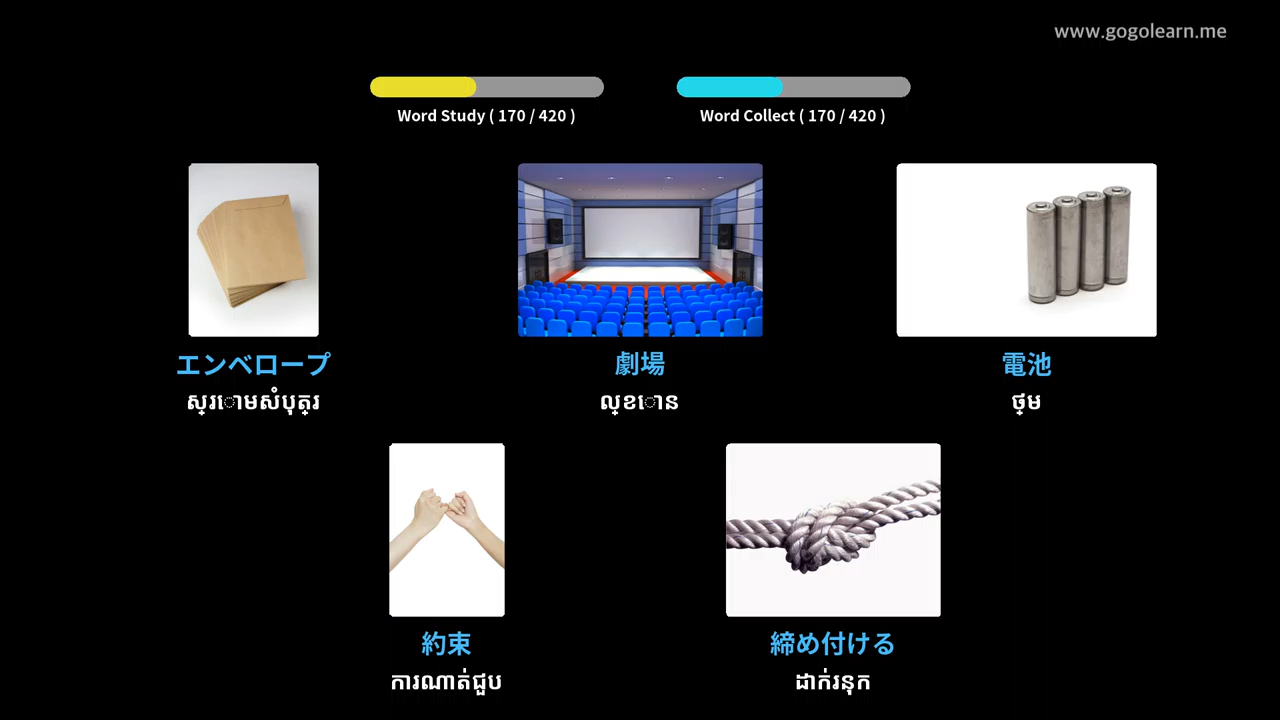 www.gogolearn.me
Word Study ( 170 / 420 )
Word Collect ( 170 / 420 )
エンベロープ
劇場
電池
ស្រោមសំបុត្រ
ល្ខោន
ថ្ម
約束
締め付ける
ការណាត់ជួប
ដាក់រនុក